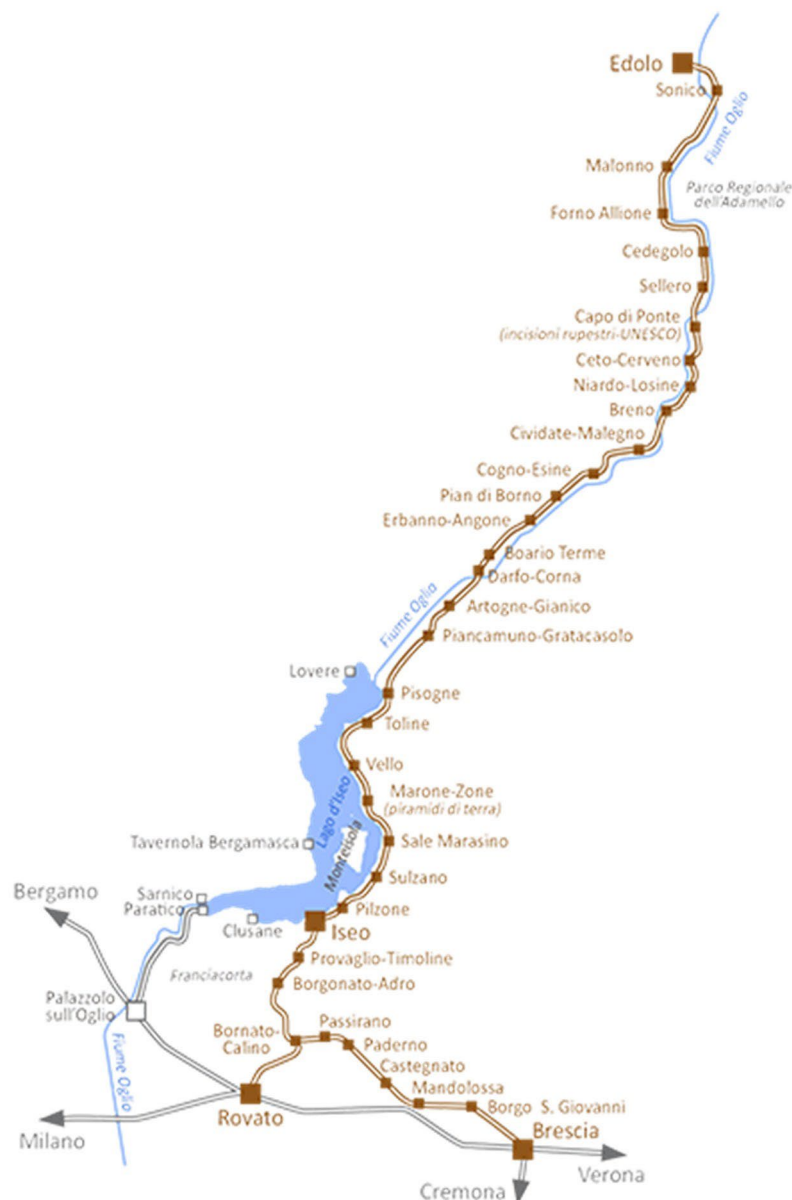 Edolo
Sonico
Fiume Oglio
Malonno
Parco Regionale
dell'Adamello
Forno Allione
Cedegolo
Sellero
Capo di Ponte
(incisioni rupestri-UNESCO)
Ceto-Cerveno
Niardo-Losine
Breno
Cividate-Malegno
Cogno-Esine
Pian di Borno
Erbanno-Angone
Boario Terme
Darfo-Corna
Fiume Oglia
Artogne-Gianico
Piancamuno-Gratacasolo
Lovere
Pisogne
Toline
Vello
Lago d'Iseo
Marone-Zone
(piramidi di terra)
Monteisola
Tavernola Bergamasca
Sale Marasino
Sulzano
Bergamo
Sarnico
Paratico
Pilzone
Clusane
Iseo
Provaglio-Timoline
Franciacorta
Borgonato-Adro
Palazzolo
sull'Oglio
Fiume Oglio
Bornato-
Calino
Passirano
Paderno
Castegnato
Mandolossa
Borgo S. Giovanni
Rovato
Brescia
Milano
Verona
Cremona